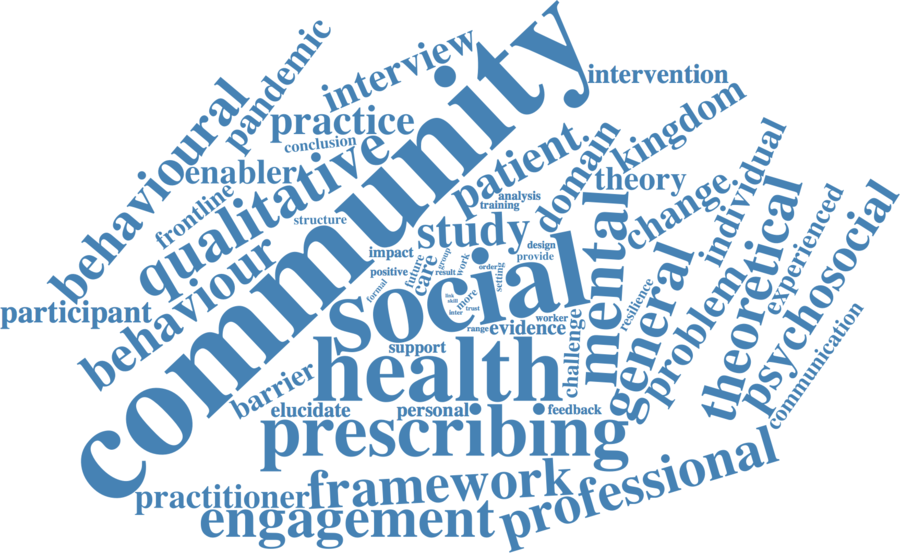 community
social
health
prescribing
mental
behavioural
pandemic
interview
intervention
practice
conclusion
enabler
qualitative
frontline
structure
behaviour
participant
patient
domain
kingdom
theory
analysis
training
study
change
individual
theoretical
experienced
psychosocial
communication
impact
positive
formal
future
care
group
result
work
order
setting
design
provide
link
skill
more
inter
trust
range
worker
evidence
challenge
resilience
general
problem
support
barrier
elucidate
personal
feedback
practitioner
framework
engagement
professional